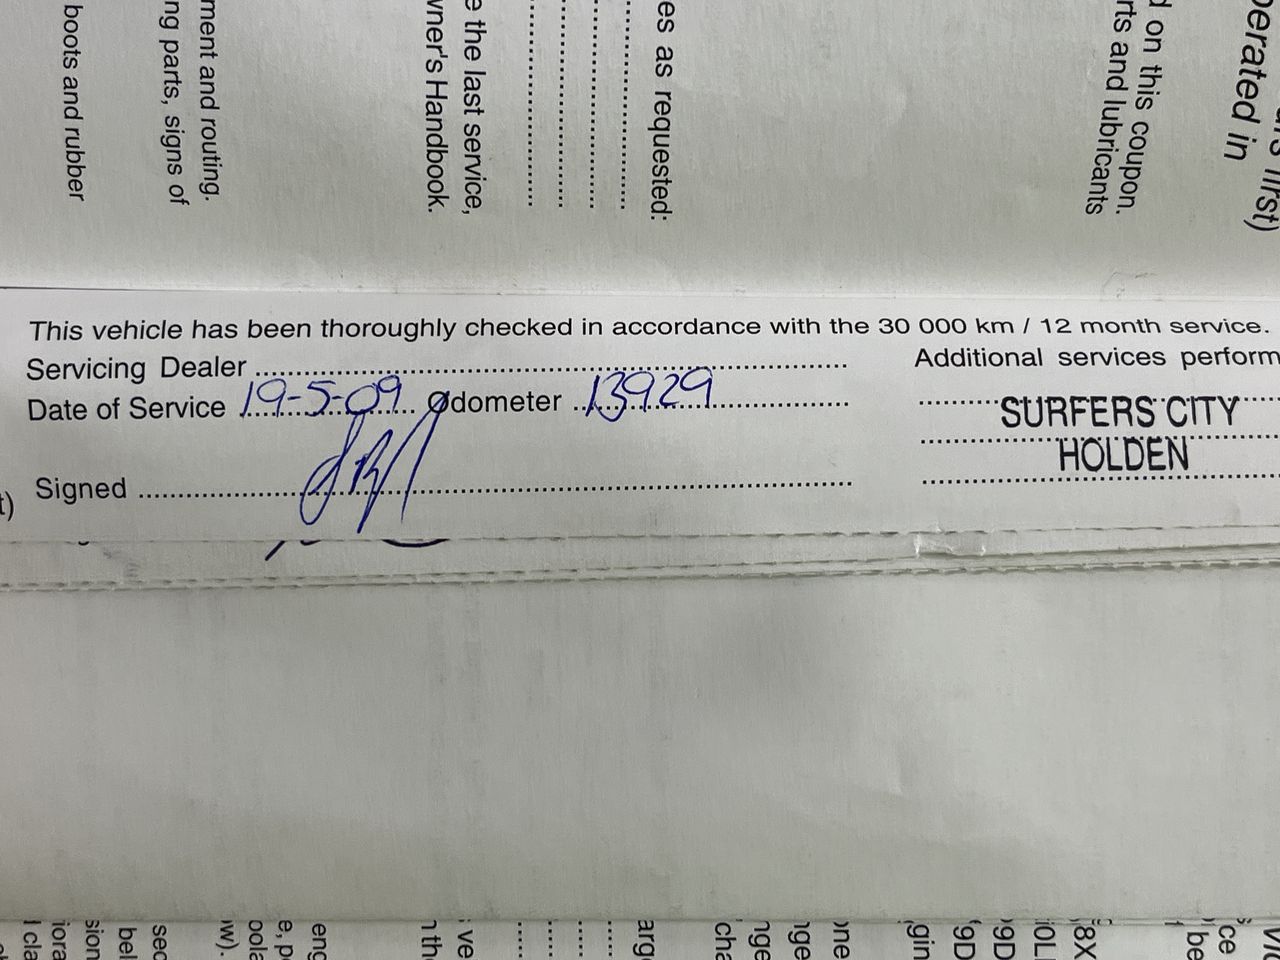 ment and routing.
ng parts, signs of
boots and rubber
e the last service,
wner's Handbook.
es as requested:
d on this coupon.
rts and lubricants
first)
perated in
This vehicle has been thoroughly checked in accordance with the 30 000 km / 12 month service.
Servicing Dealer
Additional services perform
Date of Service 19-5-09 Odometer 13929
SURFERS CITY
HOLDEN
Signed